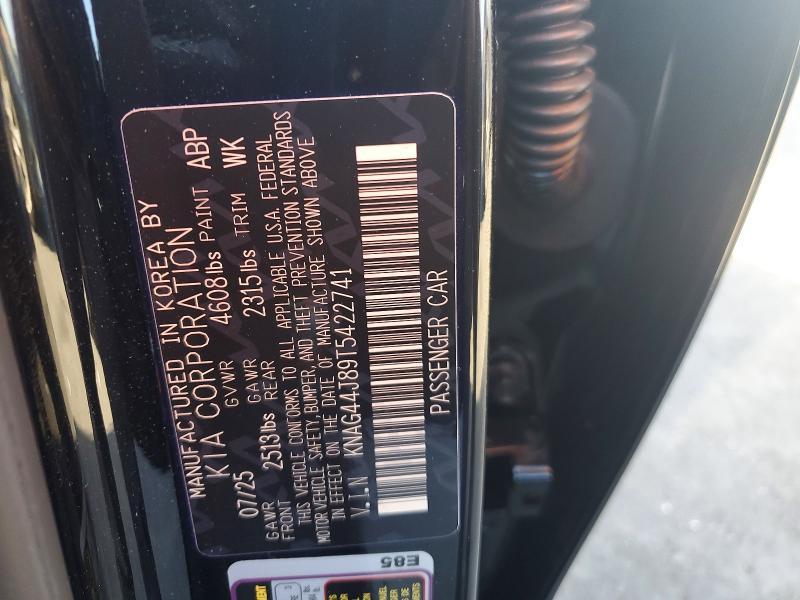 MANUFACTURED IN KOREA BY
KIA CORPORATION
07/25 GVWR 4608lbs PAINT ABP
GAWR FRONT 2513lbs GAWR REAR 2315lbs TRIM WK
THIS VEHICLE CONFORMS TO ALL APPLICABLE U.S.A. FEDERAL
MOTOR VEHICLE SAFETY, BUMPER, AND THEFT PREVENTION STANDARDS
IN EFFECT ON THE DATE OF MANUFACTURE SHOWN ABOVE
V.I.N KNAG44J89T5422741
PASSENGER CAR
E85